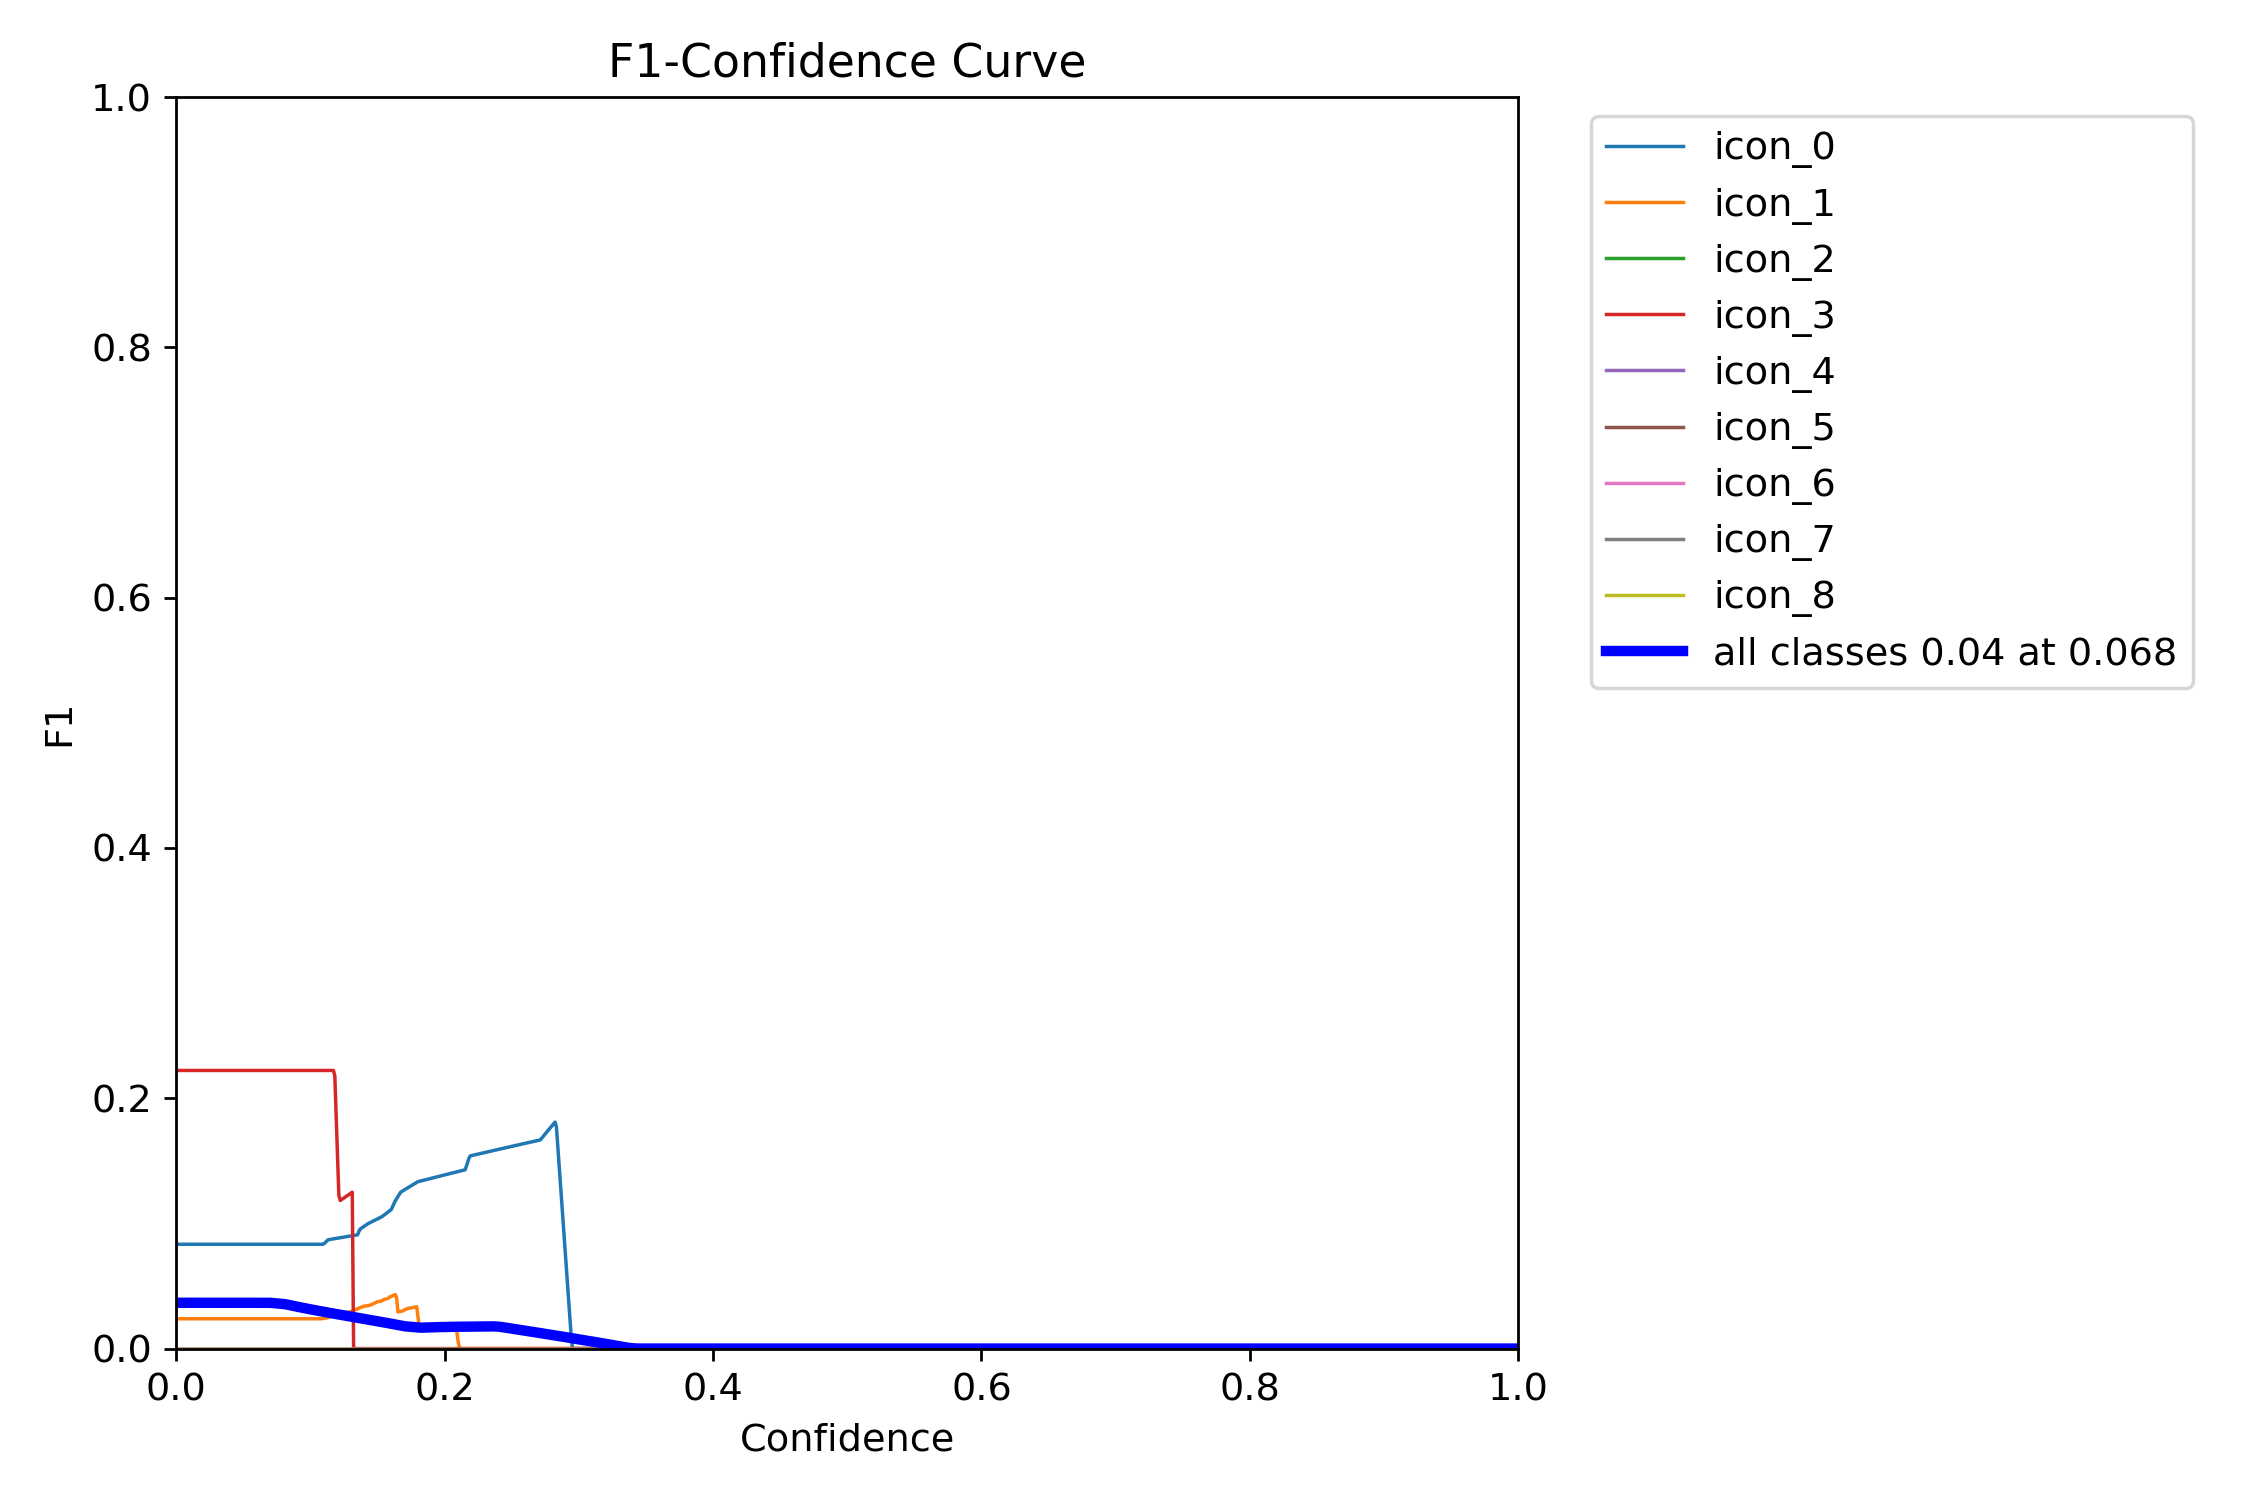 F1-Confidence Curve
1.0
0.8
0.6
0.4
0.2
0.0
F1
0.0 0.2 0.4 0.6 0.8 1.0
Confidence
icon_0
icon_1
icon_2
icon_3
icon_4
icon_5
icon_6
icon_7
icon_8
all classes 0.04 at 0.068